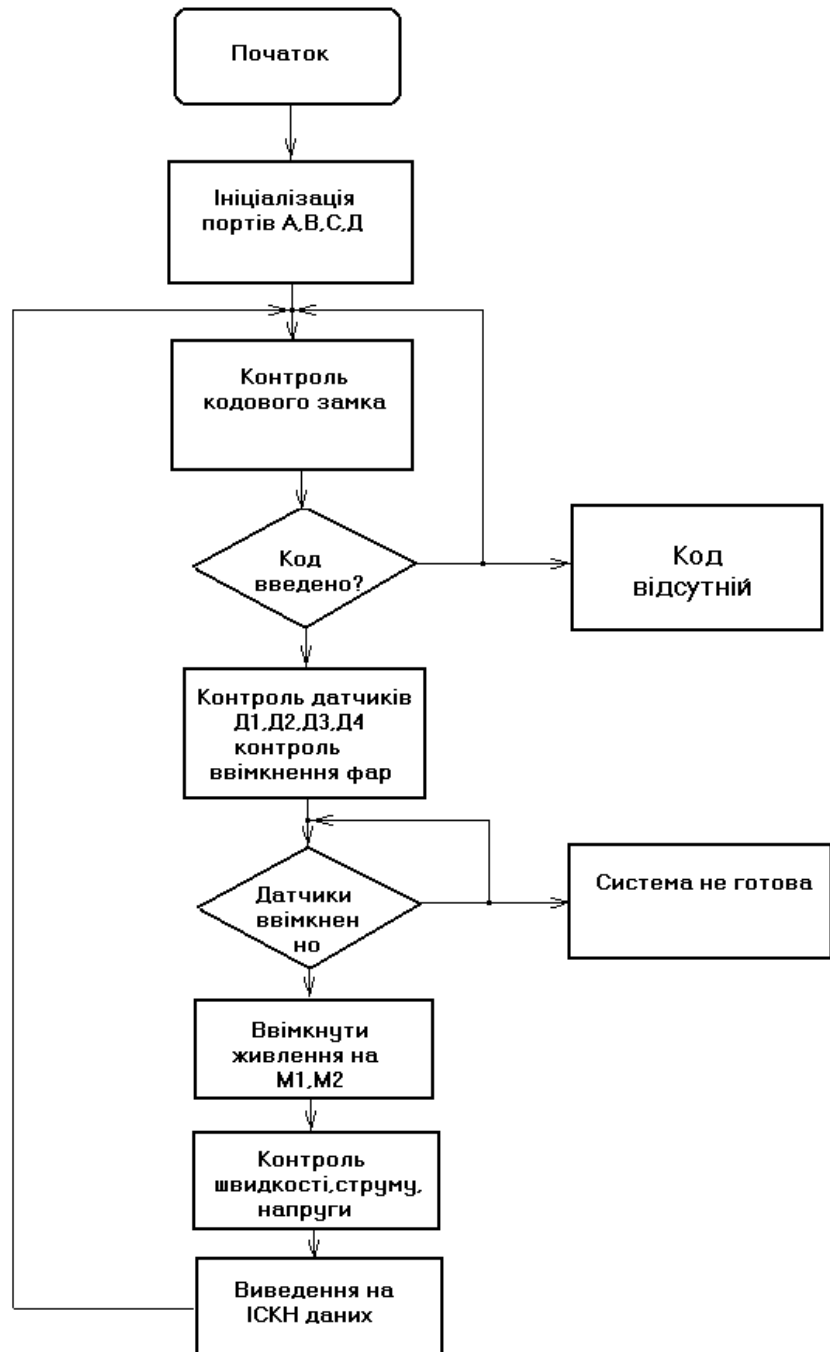 Початок
Ініціалізація
портів А,В,С,Д
Контроль
кодового замка
Код
введено?
Код
відсутній
Контроль датчиків
Д1,Д2,Д3,Д4
контроль
ввімкнення фар
Датчики
ввімкнен
но
Система не готова
Ввімкнути
живлення на
М1,М2
Контроль
швидкості,струму,
напруги
Виведення на
ІСКН даних